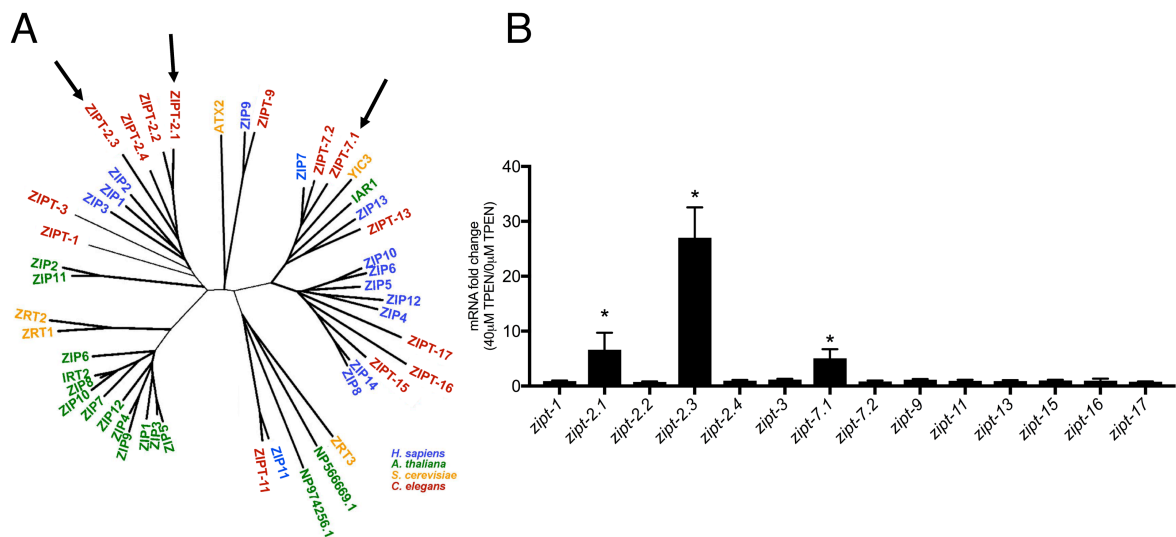 A
ZIPT-2.3
ZIPT-2.4
ZIPT-2.2
ZIPT-2.1
ATX2
ZIP9
ZIPT-9
ZIP7
ZIPT-7.2
ZIPT-7.1
YIC3
IAR1
ZIP13
ZIPT-13
ZIP2
ZIP1
ZIP3
ZIPT-3
ZIPT-1
ZIP2
ZIP11
ZRT2
ZRT1
ZIP10
ZIP6
ZIP5
ZIP12
ZIP4
ZIPT-17
ZIPT-16
ZIPT-15
ZIP14
ZIP8
ZIP6
IRT2
ZIP8
ZIP10
ZIP7
ZIP12
ZIP4
ZIP9
ZIP1
ZIP3
ZIP5
ZIPT-11
ZIP11
NP974256.1
NP566669.1
ZRT3
H. sapiens
A. thaliana
S. cerevisiae
C. elegans
B
mRNA fold change
(40µM TPEN/0µM TPEN)
40
30
20
10
0
*
*
*
zipt-1
zipt-2.1
zipt-2.2
zipt-2.3
zipt-2.4
zipt-3
zipt-7.1
zipt-7.2
zipt-9
zipt-11
zipt-13
zipt-15
zipt-16
zipt-17